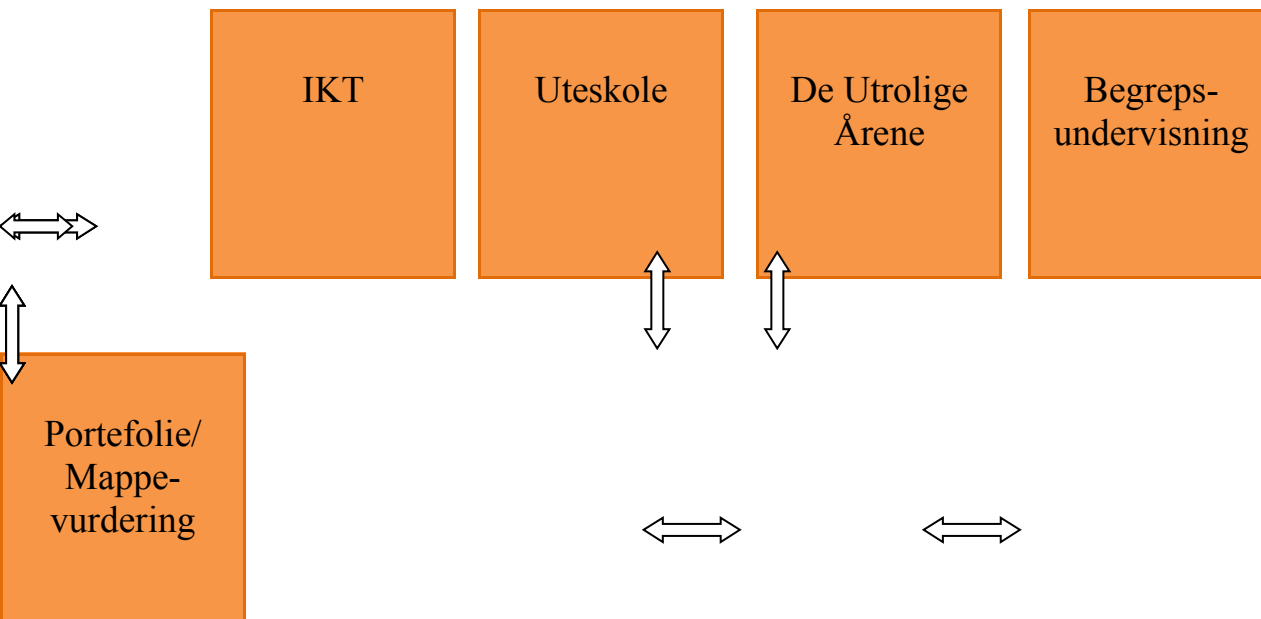 IKT
Uteskole
De Utrolige
Årene
Begreps-
undervisning
Portefolie/
Mappe-
vurdering